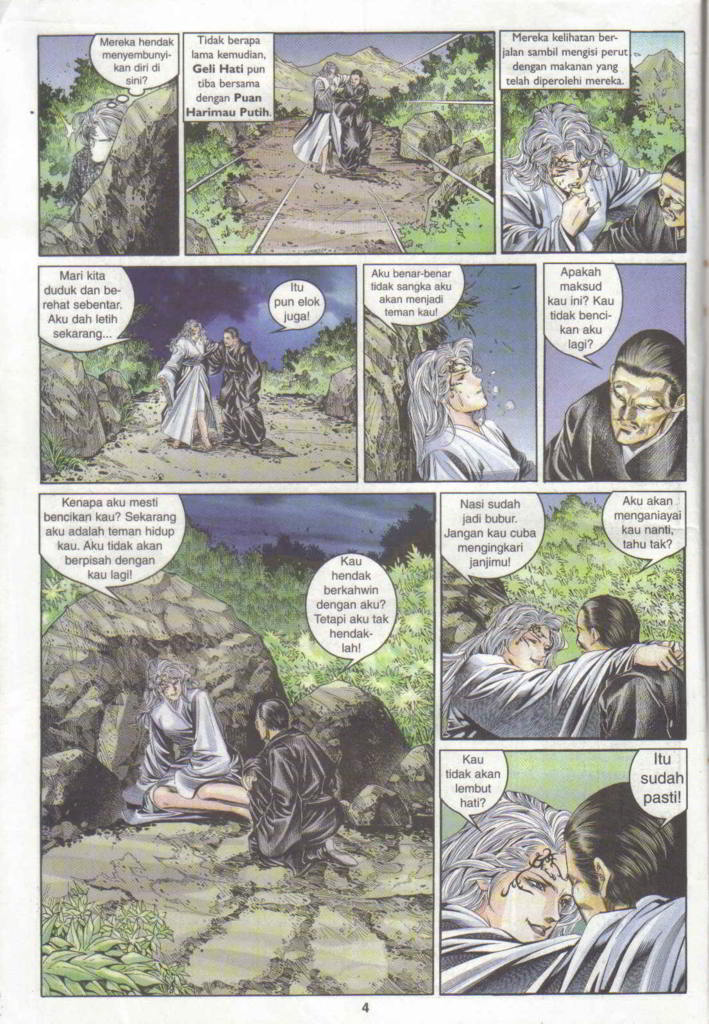 Mereka hendak
menyembunyi-
kan diri di
sini?
Tidak berapa
lama kemudian,
Geli Hati pun
tiba bersama
dengan Puan
Harimau Putih.
Mereka kelihatan ber-
jalan sambil mengisi perut
dengan makanan yang
telah diperolehi mereka.
Mari kita
duduk dan be-
rehat sebentar.
Aku dah letih
sekarang...
Itu
pun elok
juga!
Aku benar-benar
tidak sangka aku
akan menjadi
teman kau!
Apakah
maksud
kau ini? Kau
tidak benci-
kan aku
lagi?
Kenapa aku mesti
bencikan kau? Sekarang
aku adalah teman hidup
kau. Aku tidak akan
berpisah dengan
kau lagi!
Kau
hendak
berkahwin
dengan aku?
Tetapi aku tak
hendak-
lah!
Nasi sudah
jadi bubur.
Jangan kau cuba
mengingkari
janjimu!
Aku akan
menganiayai
kau nanti,
tahu tak?
Kau
tidak akan
lembut
hati?
Itu
sudah
pasti!
4